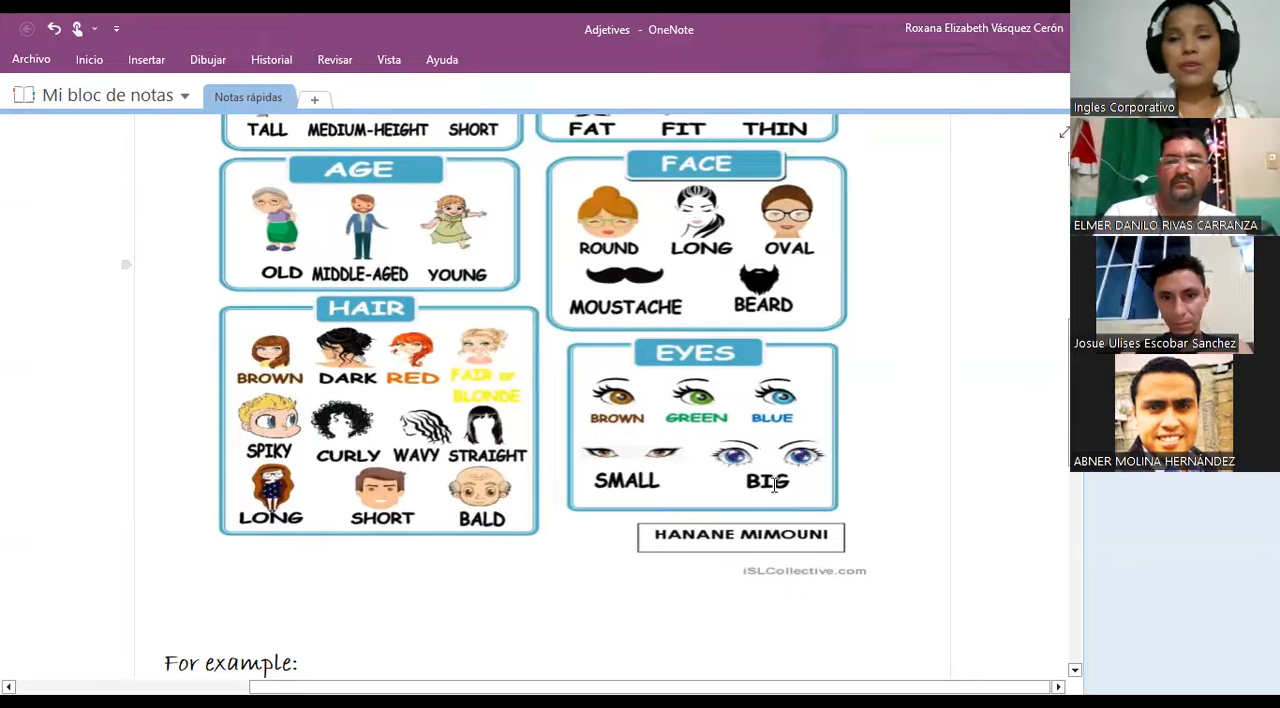 Adjetives - OneNote
Roxana Elizabeth Vásquez Cerón
Archivo Inicio Insertar Dibujar Historial Revisar Vista Ayuda
Mi bloc de notas
Notas rápidas
TALL MEDIUM-HEIGHT SHORT
FAT FIT THIN
AGE
OLD MIDDLE-AGED YOUNG
FACE
ROUND LONG OVAL
MOUSTACHE BEARD
HAIR
BROWN DARK RED FAIR or
BLONDE
SPIKY CURLY WAVY STRAIGHT
LONG SHORT BALD
EYES
BROWN GREEN BLUE
SMALL BIG
HANANE MIMOUNI
iSLCollective.com
For example:
Ingles Corporativo
ELMER DANILO RIVAS CARRANZA
Josue Ulises Escobar Sanchez
ABNER MOLINA HERNÁNDEZ